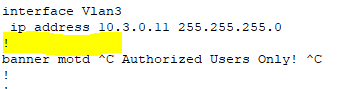 interface Vlan3
 ip address 10.3.0.11 255.255.255.0
!
banner motd ^C Authorized Users Only! ^C
!